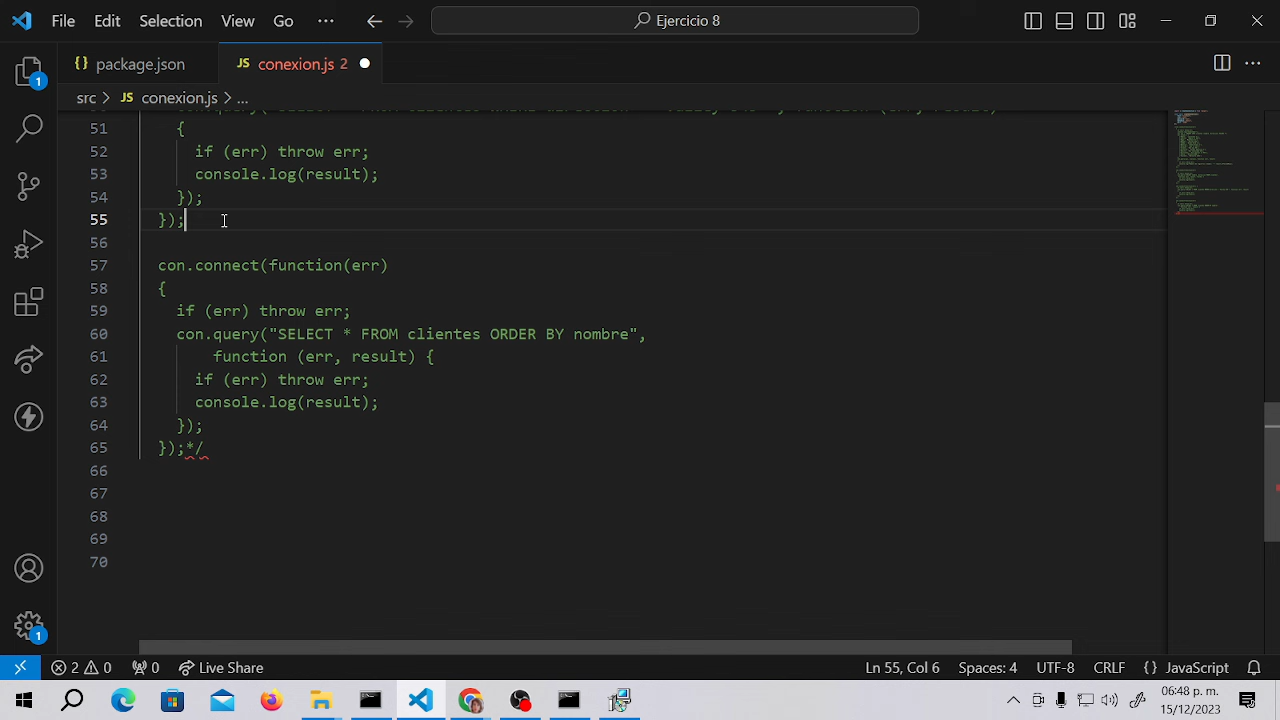 File Edit Selection View Go ··· Ejercicio 8
{} package.json JS conexion.js 2
src > JS conexion.js > ...
51 {
52 if (err) throw err;
53 console.log(result);
54 });
55 });
56
57 con.connect(function(err)
58 {
59 if (err) throw err;
60 con.query("SELECT * FROM clientes ORDER BY nombre",
61 function (err, result) {
62 if (err) throw err;
63 console.log(result);
64 });
65 });*/
66
67
68
69
70
1
1
2 0 0 Live Share Ln 55, Col 6 Spaces: 4 UTF-8 CRLF {} JavaScript
06:48 p. m.
15/12/2023